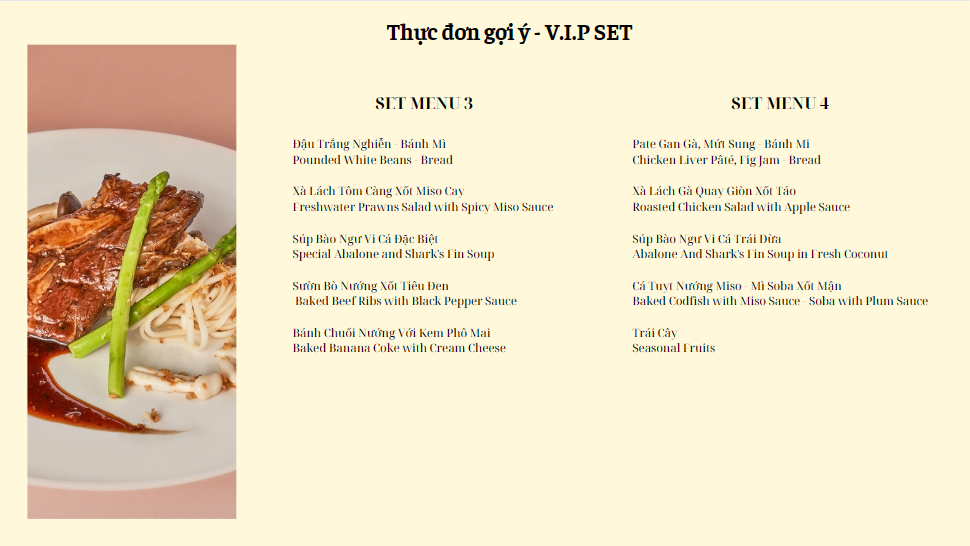 Thực đơn gợi ý - V.I.P SET
SET MENU 3
Đậu Trắng Nghiễn - Bánh Mì
Pounded White Beans - Bread
Xà Lách Tôm Càng Xốt Miso Cay
Freshwater Prawns Salad with Spicy Miso Sauce
Súp Bào Ngư Vi Cá Đặc Biệt
Special Abalone and Shark's Fin Soup
Sườn Bò Nướng Xốt Tiêu Đen
Baked Beef Ribs with Black Pepper Sauce
Bánh Chuối Nướng Với Kem Phô Mai
Baked Banana Coke with Cream Cheese
SET MENU 4
Pate Gan Gà, Mứt Sung - Bánh Mì
Chicken Liver Pâté, Fig Jam - Bread
Xà Lách Gà Quay Giòn Xốt Táo
Roasted Chicken Salad with Apple Sauce
Súp Bào Ngư Vi Cá Trái Dừa
Abalone And Shark's Fin Soup in Fresh Coconut
Cá Tuyt Nướng Miso - Mì Soba Xốt Mận
Baked Codfish with Miso Sauce - Soba with Plum Sauce
Trái Cây
Seasonal Fruits